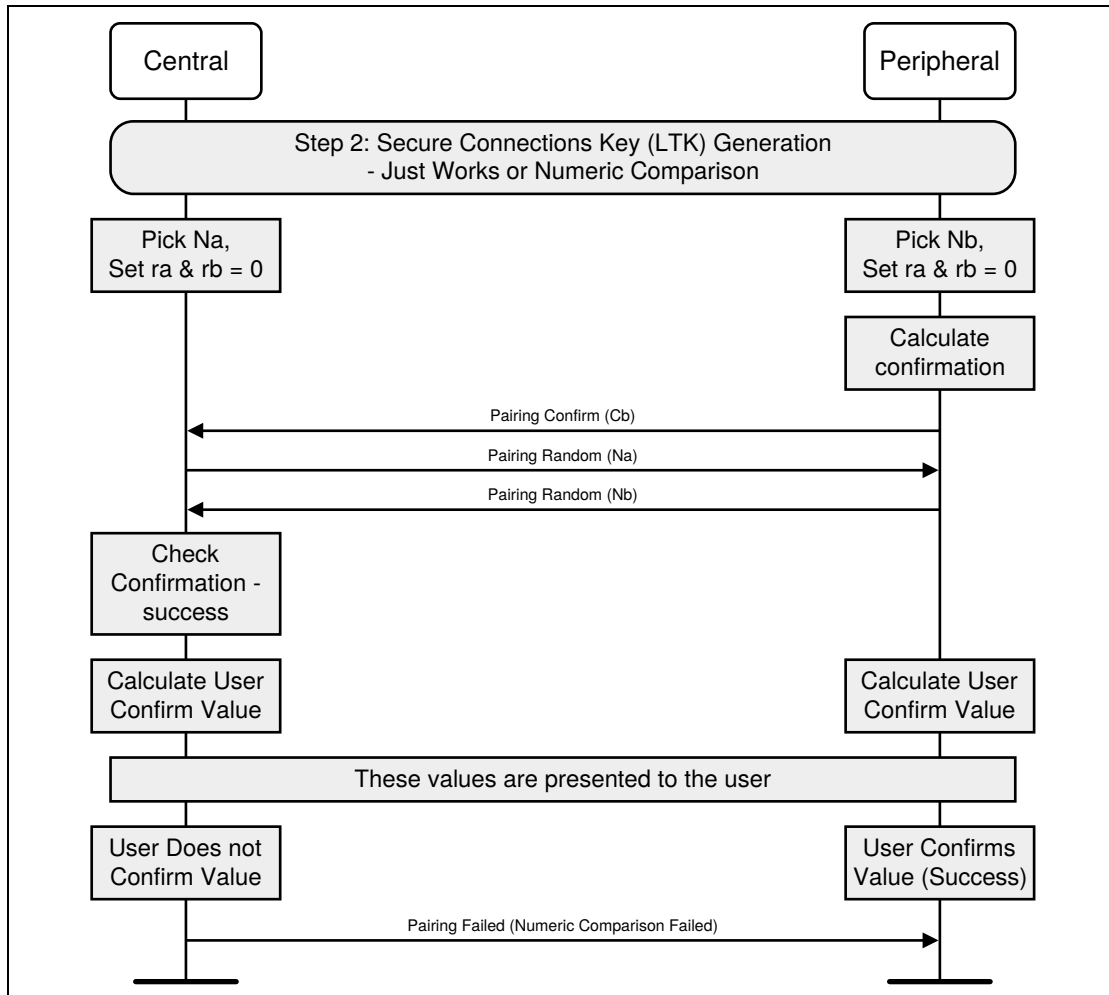 Central
Peripheral
Step 2: Secure Connections Key (LTK) Generation
- Just Works or Numeric Comparison
Pick Na,
Set ra & rb = 0
Pick Nb,
Set ra & rb = 0
Calculate
confirmation
Pairing Confirm (Cb)
Pairing Random (Na)
Pairing Random (Nb)
Check
Confirmation -
success
Calculate User
Confirm Value
Calculate User
Confirm Value
These values are presented to the user
User Does not
Confirm Value
User Confirms
Value (Success)
Pairing Failed (Numeric Comparison Failed)